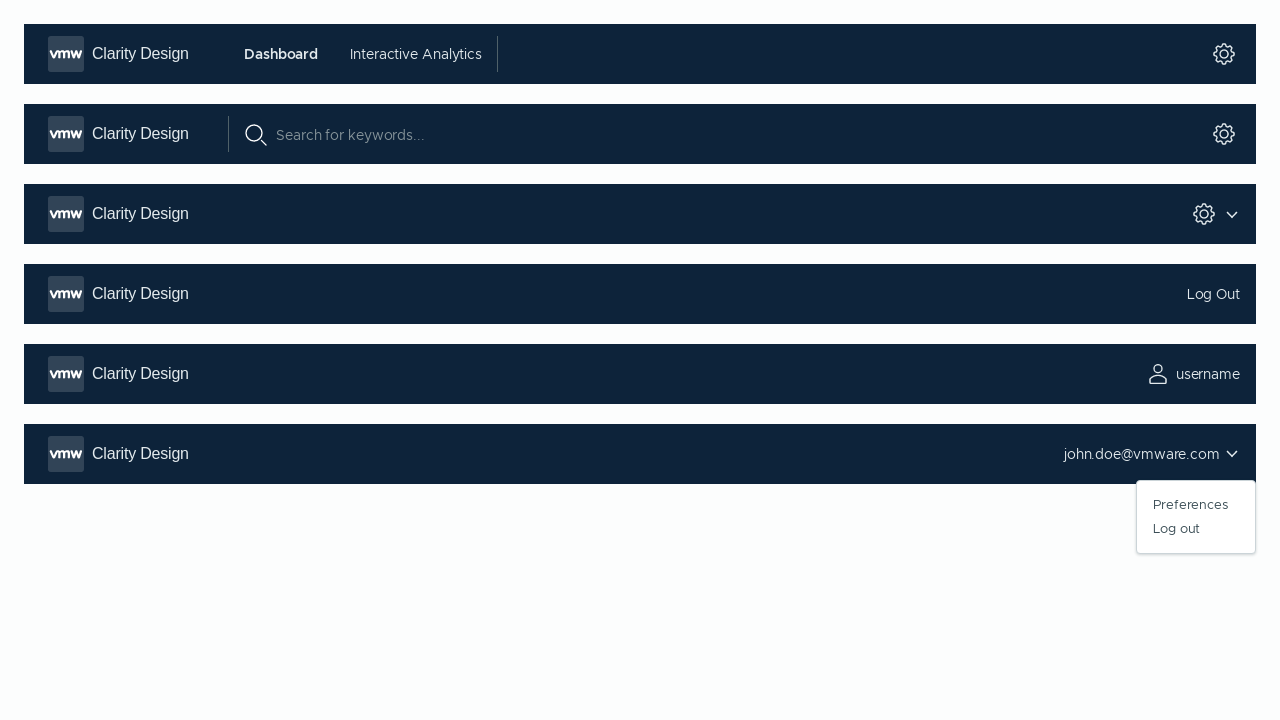 vmw Clarity Design Dashboard Interactive Analytics
vmw Clarity Design Search for keywords...
vmw Clarity Design
vmw Clarity Design Log Out
vmw Clarity Design username
vmw Clarity Design john.doe@vmware.com
Preferences
Log out